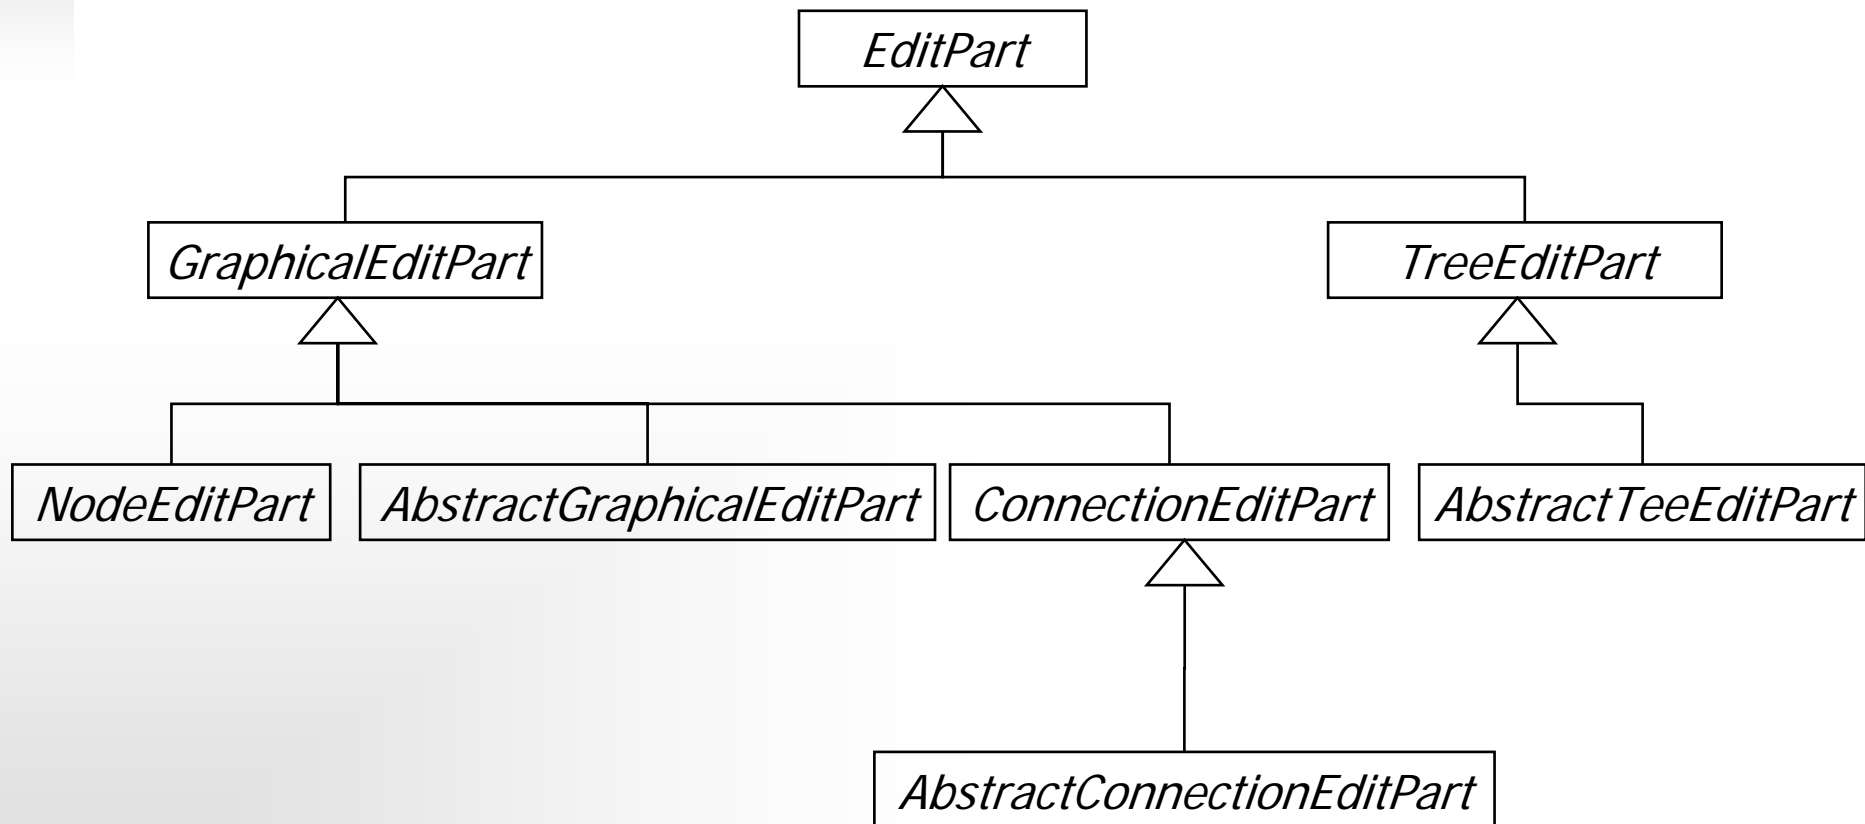 EditPart
GraphicalEditPart
TreeEditPart
NodeEditPart
AbstractGraphicalEditPart
ConnectionEditPart
AbstractTeeEditPart
AbstractConnectionEditPart